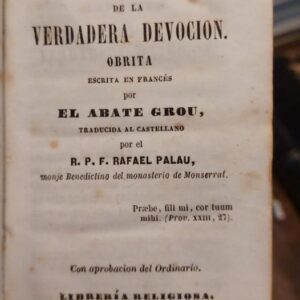 DE LA
VERDADERA DEVOCION.
OBRITA
ESCRITA EN FRANCÉS
por
EL ABATE GROU,
TRADUCIDA AL CASTELLANO
por el
R. P. F. RAFAEL PALAU,
monje Benedictino del monasterio de Monserrat.
Præbe, fili mi, cor tuum
mihi. (Prov. XXIII, 27).
Con aprobacion del Ordinario.
LIBRERÍA RELIGIOSA.